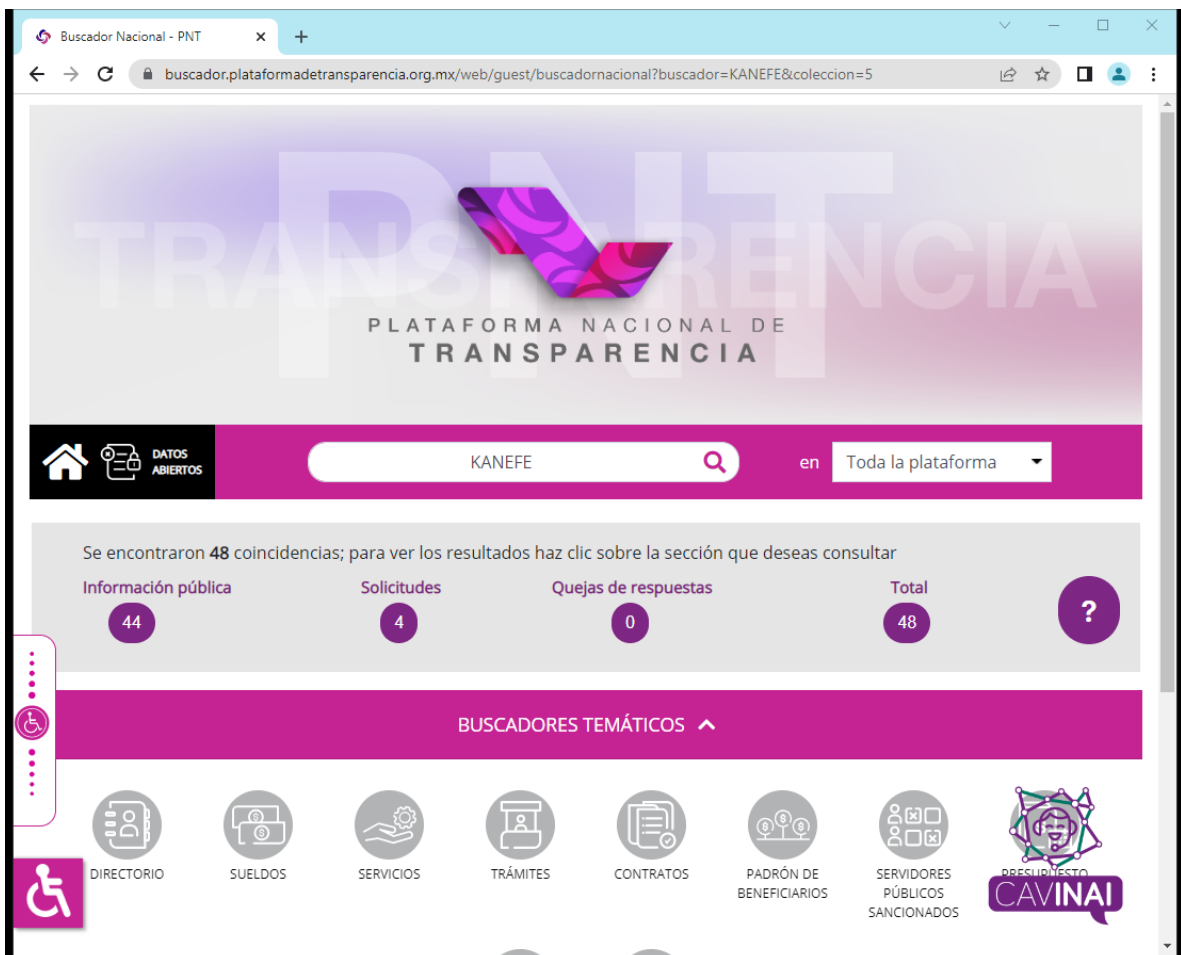 Buscador Nacional - PNT
buscador.plataformadetransparencia.org.mx/web/guest/buscadornacional?buscador=KANEFE&coleccion=5
PNT
TRANSPARENCIA
PLATAFORMA NACIONAL DE
TRANSPARENCIA
DATOS
ABIERTOS
KANEFE
en
Toda la plataforma
Se encontraron 48 coincidencias; para ver los resultados haz clic sobre la sección que deseas consultar
Información pública Solicitudes Quejas de respuestas Total
44 4 0 48
?
BUSCADORES TEMÁTICOS
DIRECTORIO SUELDOS SERVICIOS TRÁMITES CONTRATOS PADRÓN DE SERVIDORES PRESUPUESTO
BENEFICIARIOS PÚBLICOS
SANCIONADOS
CAVINAI